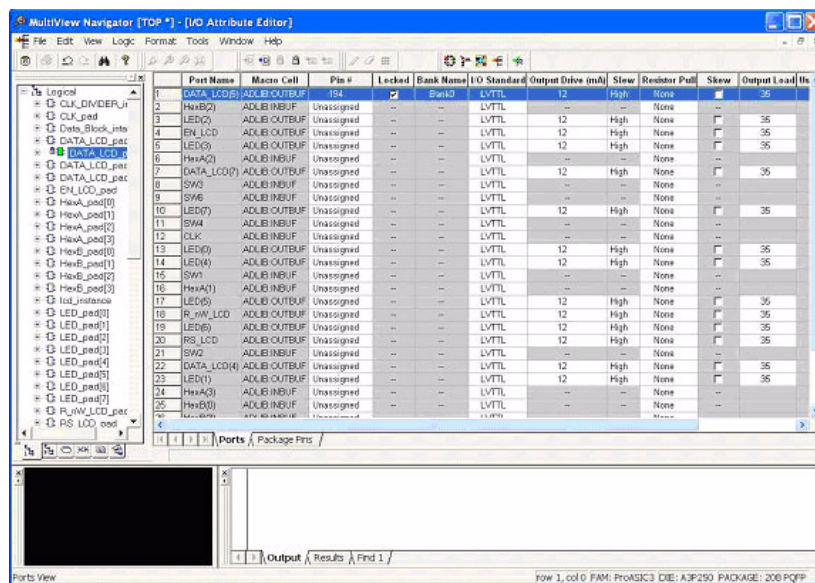 MultiView Navigator [TOP *] - [I/O Attribute Editor]
File Edit View Logic Format Tools Window Help
Logical
CLK_DIVIDER_i
CLK_pad
Data_Block_inta
DATA_LCD_pac
DATA_LCD_p
DATA_LCD_pac
DATA_LCD_pac
EN_LCD_pad
HexA_pad[0]
HexA_pad[1]
HexA_pad[2]
HexA_pad[3]
HexB_pad[0]
HexB_pad[1]
HexB_pad[2]
HexB_pad[3]
lcd_instance
LED_pad[0]
LED_pad[1]
LED_pad[2]
LED_pad[3]
LED_pad[4]
LED_pad[5]
LED_pad[6]
LED_pad[7]
R_nW_LCD_pac
RS_LCD_pad
Port Name Macro Cell Pin # Locked Bank Name I/O Standard Output Drive (mA) Slew Resistor Pull Skew Output Load Us
1 DATA_LCD(5) ADLIB:OUTBUF 194 Bank3 LVTTL 12 High None 35
2 HexB(2) ADLIB:INBUF Unassigned -- -- LVTTL -- -- None -- --
3 LED(2) ADLIB:OUTBUF Unassigned -- -- LVTTL 12 High None 35
4 EN_LCD ADLIB:OUTBUF Unassigned -- -- LVTTL 12 High None 35
5 LED(3) ADLIB:OUTBUF Unassigned -- -- LVTTL 12 High None 35
6 HexA(2) ADLIB:INBUF Unassigned -- -- LVTTL -- -- None -- --
7 DATA_LCD(7) ADLIB:OUTBUF Unassigned -- -- LVTTL 12 High None 35
8 SW3 ADLIB:INBUF Unassigned -- -- LVTTL -- -- None -- --
9 SW6 ADLIB:INBUF Unassigned -- -- LVTTL -- -- None -- --
10 LED(7) ADLIB:OUTBUF Unassigned -- -- LVTTL 12 High None 35
11 SW4 ADLIB:INBUF Unassigned -- -- LVTTL -- -- None -- --
12 CLK ADLIB:INBUF Unassigned -- -- LVTTL -- -- None -- --
13 LED(0) ADLIB:OUTBUF Unassigned -- -- LVTTL 12 High None 35
14 LED(4) ADLIB:OUTBUF Unassigned -- -- LVTTL 12 High None 35
15 SW1 ADLIB:INBUF Unassigned -- -- LVTTL -- -- None -- --
16 HexA(1) ADLIB:INBUF Unassigned -- -- LVTTL -- -- None -- --
17 LED(5) ADLIB:OUTBUF Unassigned -- -- LVTTL 12 High None 35
18 R_nW_LCD ADLIB:OUTBUF Unassigned -- -- LVTTL 12 High None 35
19 LED(6) ADLIB:OUTBUF Unassigned -- -- LVTTL 12 High None 35
20 RS_LCD ADLIB:OUTBUF Unassigned -- -- LVTTL 12 High None 35
21 SW2 ADLIB:INBUF Unassigned -- -- LVTTL -- -- None -- --
22 DATA_LCD(4) ADLIB:OUTBUF Unassigned -- -- LVTTL 12 High None 35
23 LED(1) ADLIB:OUTBUF Unassigned -- -- LVTTL 12 High None 35
24 HexA(3) ADLIB:INBUF Unassigned -- -- LVTTL -- -- None -- --
25 HexB(0) ADLIB:INBUF Unassigned -- -- LVTTL -- -- None -- --
Ports Package Pins
Output Results Find 1
Ports View
row 1, col 0 FAM: ProASIC3 DIE: A3P250 PACKAGE: 208 PQFP